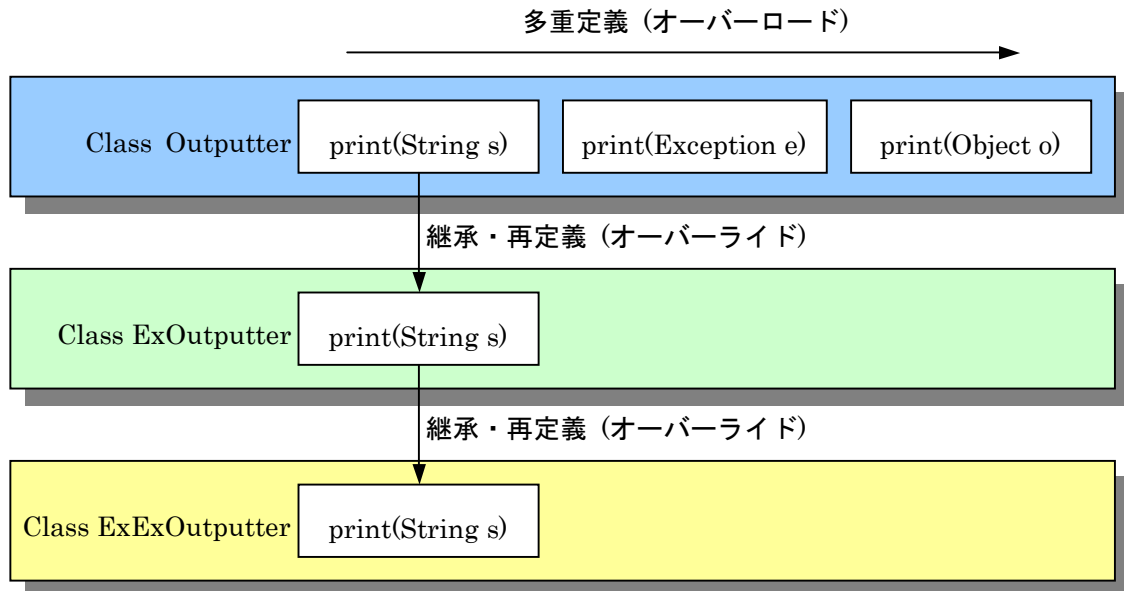 多重定義 (オーバーロード)
Class Outputter
print(String s)
print(Exception e)
print(Object o)
継承・再定義 (オーバーライド)
Class ExOutputter
print(String s)
継承・再定義 (オーバーライド)
Class ExExOutputter
print(String s)